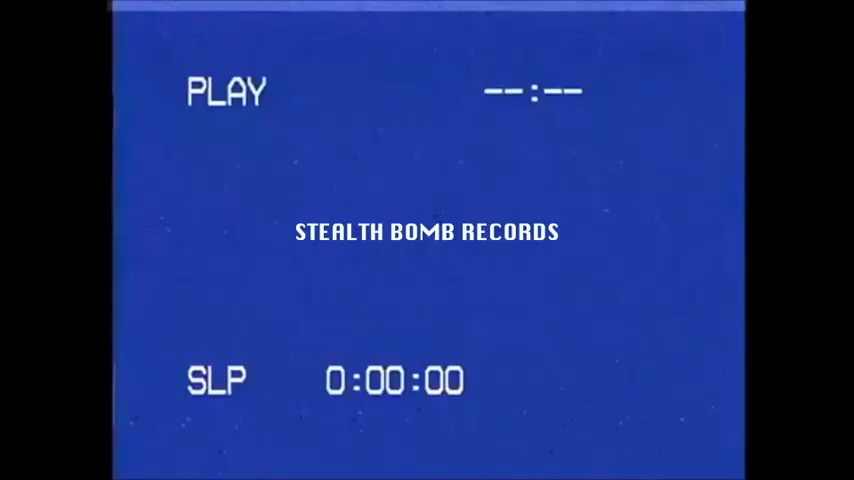 PLAY --:--
STEALTH BOMB RECORDS
SLP 0:00:00